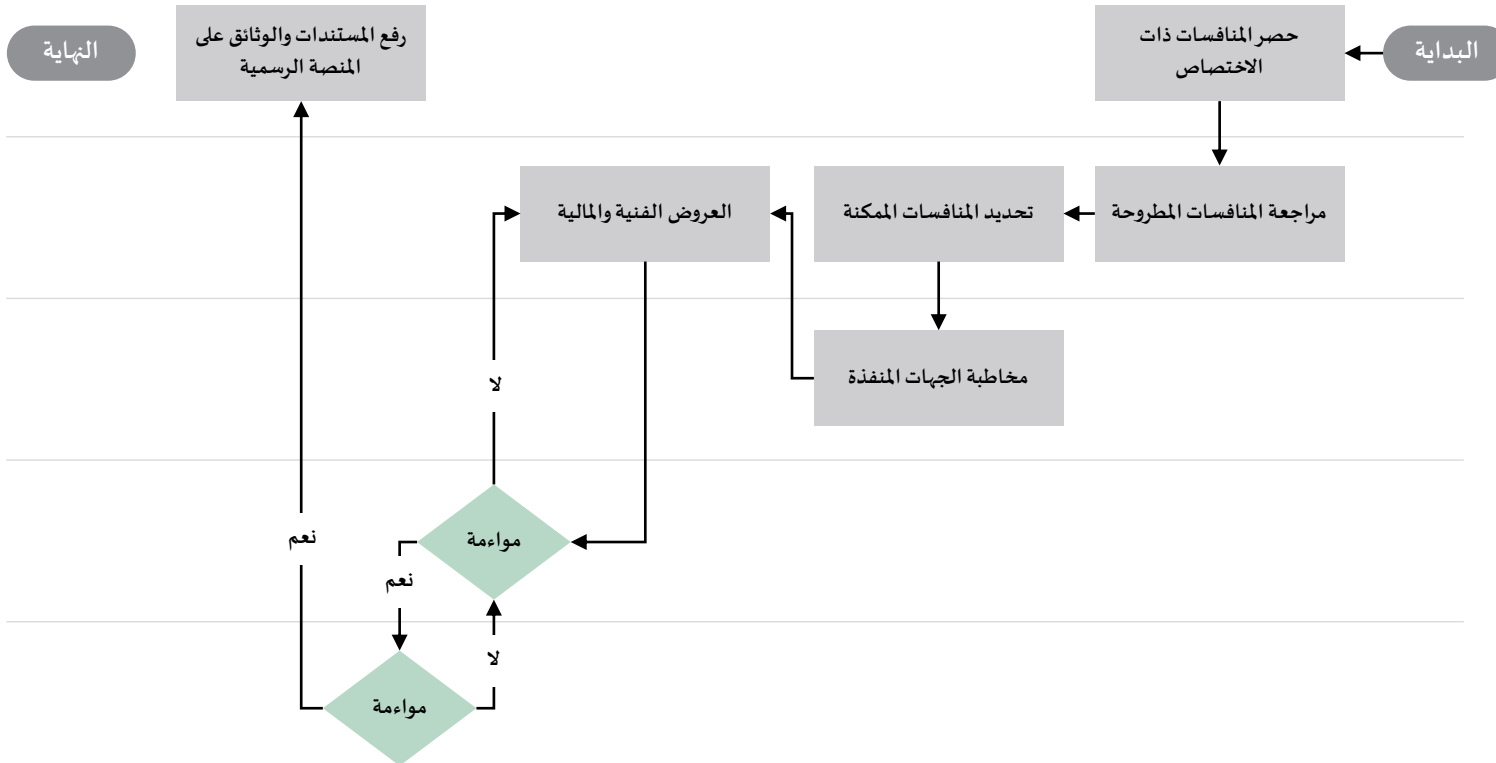 البداية
حصر المنافسات ذات
الاختصاص
رفع المستندات والوثائق على
المنصة الرسمية
النهاية
مراجعة المنافسات المطروحة
تحديد المنافسات الممكنة
العروض الفنية والمالية
مخاطبة الجهات المنفذة
لا
مواءمة
نعم
نعم
لا
مواءمة